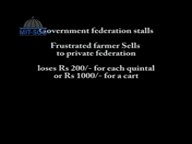 Government federation stalls
Frustrated farmer Sells
to private federation
loses Rs 200/- for each quintal
or Rs 1000/- for a cart